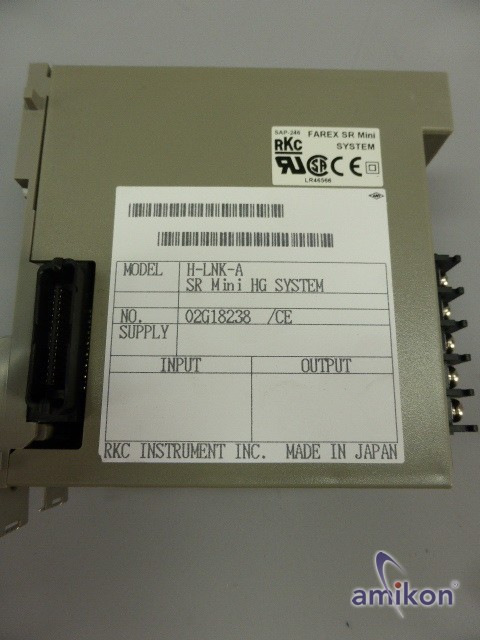 SAP-246 FAREX SR Mini
RKC SYSTEM
LR46566
MODEL H-LNK-A
SR Mini HG SYSTEM
NO. 02G18238 /CE
SUPPLY
INPUT OUTPUT
RKC INSTRUMENT INC. MADE IN JAPAN
amikon®